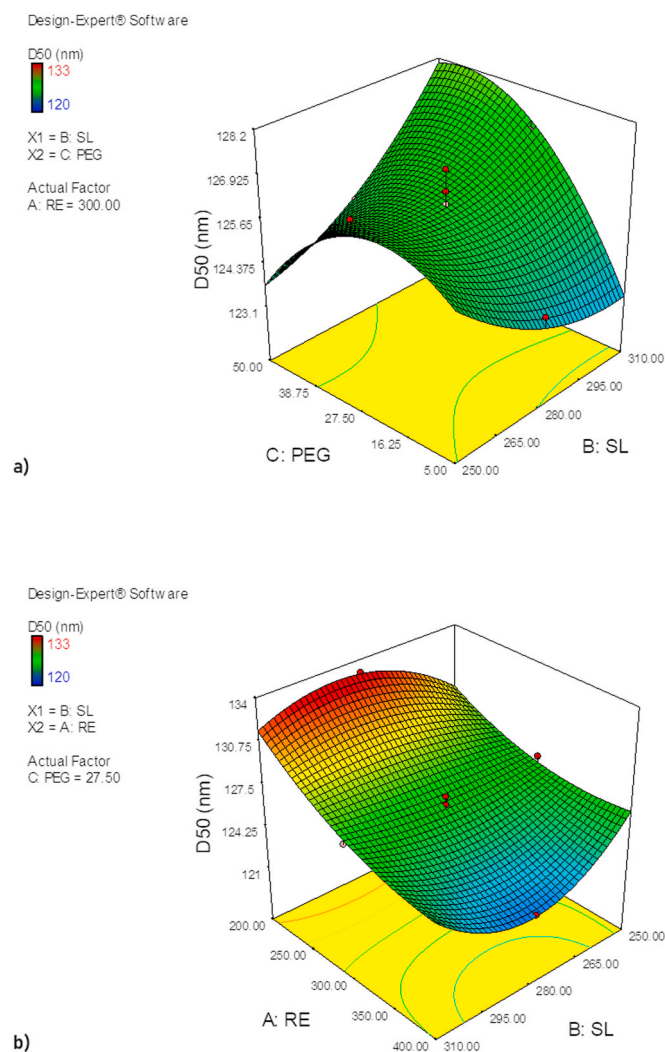 Design-Expert® Software
D50 (nm)
133
120
X1 = B: SL
X2 = C: PEG
Actual Factor
A: RE = 300.00
128.2
126.925
125.65
124.375
123.1
D50 (nm)
50.00
38.75
27.50
16.25
5.00
C: PEG
310.00
295.00
280.00
265.00
250.00
B: SL
a)
Design-Expert® Software
D50 (nm)
133
120
X1 = B: SL
X2 = A: RE
Actual Factor
C: PEG = 27.50
134
130.75
127.5
124.25
121
D50 (nm)
200.00
250.00
300.00
350.00
400.00
A: RE
250.00
265.00
280.00
295.00
310.00
B: SL
b)